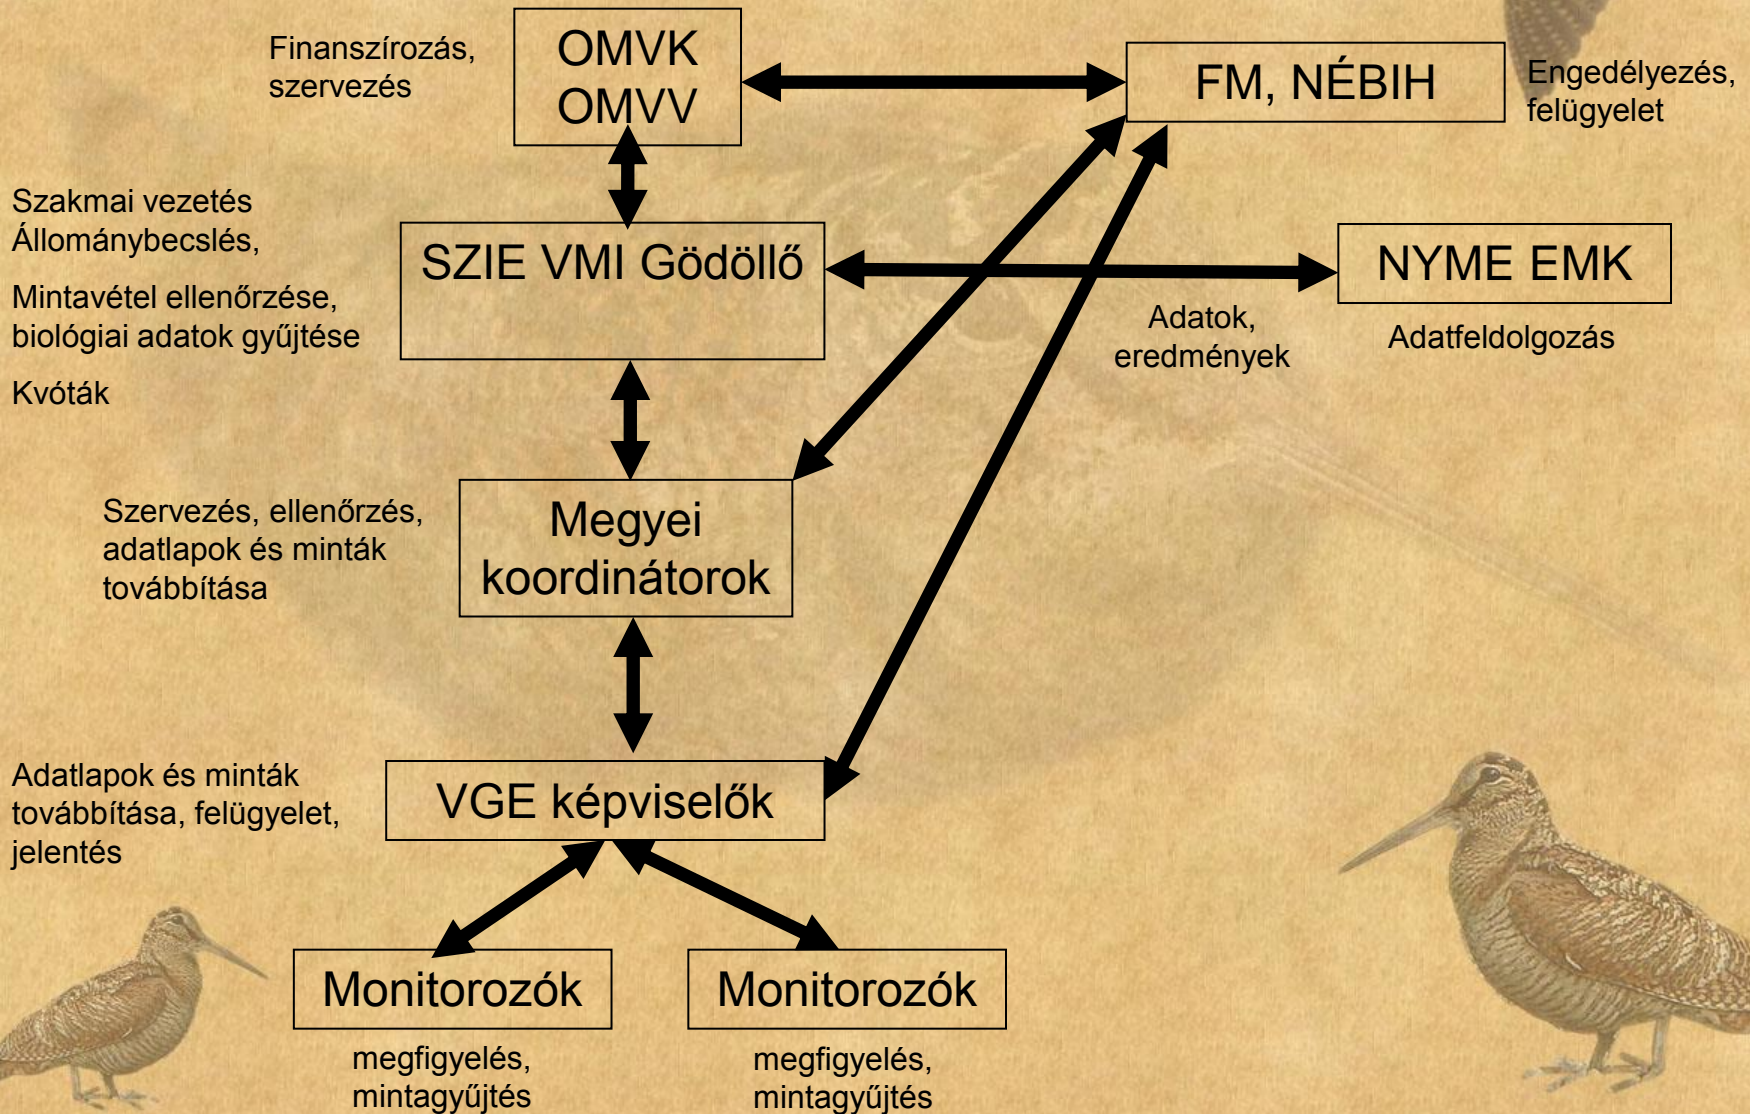 Finanszírozás,
szervezés
OMVK
OMVV
FM, NÉBIH
Engedélyezés,
felügyelet
Szakmai vezetés
Állománybecslés,
Mintavétel ellenőrzése,
biológiai adatok gyűjtése
Kvóták
SZIE VMI Gödöllő
NYME EMK
Adatok,
eredmények
Adatfeldolgozás
Szervezés, ellenőrzés,
adatlapok és minták
továbbítása
Megyei
koordinátorok
Adatlapok és minták
továbbítása, felügyelet,
jelentés
VGE képviselők
Monitorozók
Monitorozók
megfigyelés,
mintagyűjtés
megfigyelés,
mintagyűjtés